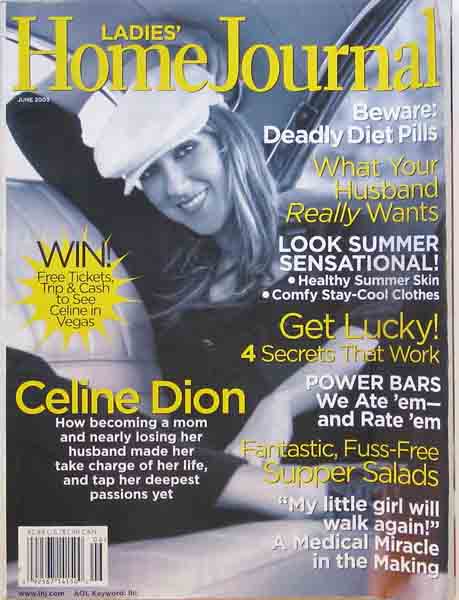 LADIES'
Home Journal
JUNE 2003
Beware:
Deadly Diet Pills
What Your
Husband
Really Wants
LOOK SUMMER
SENSATIONAL!
• Healthy Summer Skin
• Comfy Stay-Cool Clothes
WIN!
Free Tickets,
Trip & Cash
to See
Celine in
Vegas
Get Lucky!
4 Secrets That Work
POWER BARS
We Ate 'em—
and Rate 'em
Celine Dion
How becoming a mom
and nearly losing her
husband made her
take charge of her life,
and tap her deepest
passions yet
Fantastic, Fuss-Free
Supper Salads
"My little girl will
walk again!"
A Medical Miracle
in the Making
www.lhj.com AOL Keyword: lhj